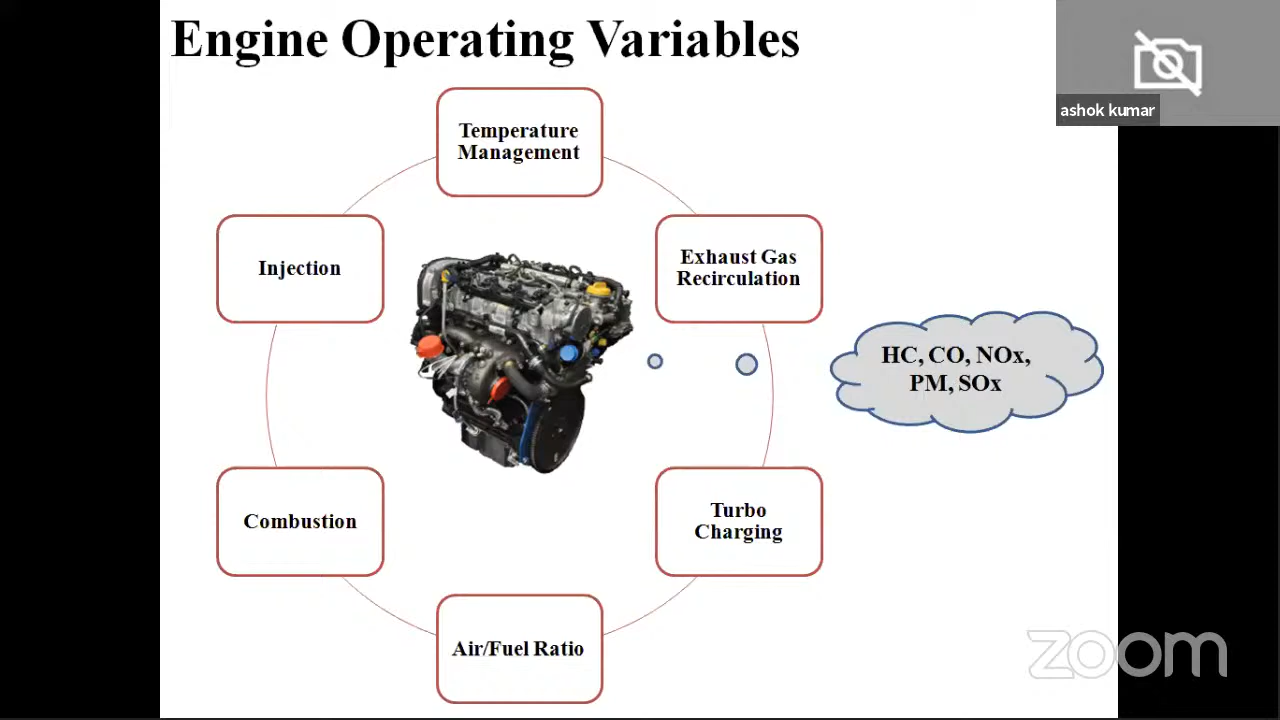 Engine Operating Variables
ashok kumar
Temperature
Management
Injection
Exhaust Gas
Recirculation
HC, CO, NOx,
PM, SOx
Combustion
Turbo
Charging
Air/Fuel Ratio
zoom